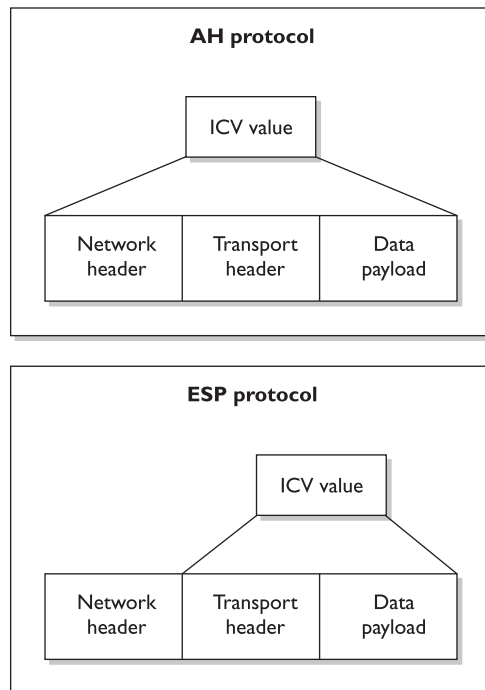 AH protocol
ICV value
Network
header
Transport
header
Data
payload
ESP protocol
ICV value
Network
header
Transport
header
Data
payload